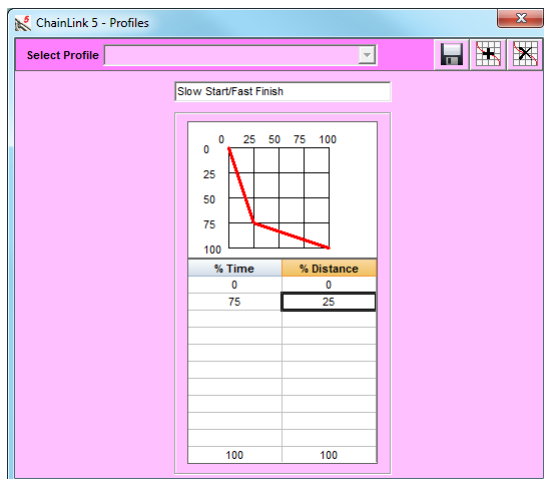 ChainLink 5 - Profiles
Select Profile
Slow Start/Fast Finish
0 25 50 75 100
0
25
50
75
100
% Time % Distance
0 0
75 25
100 100